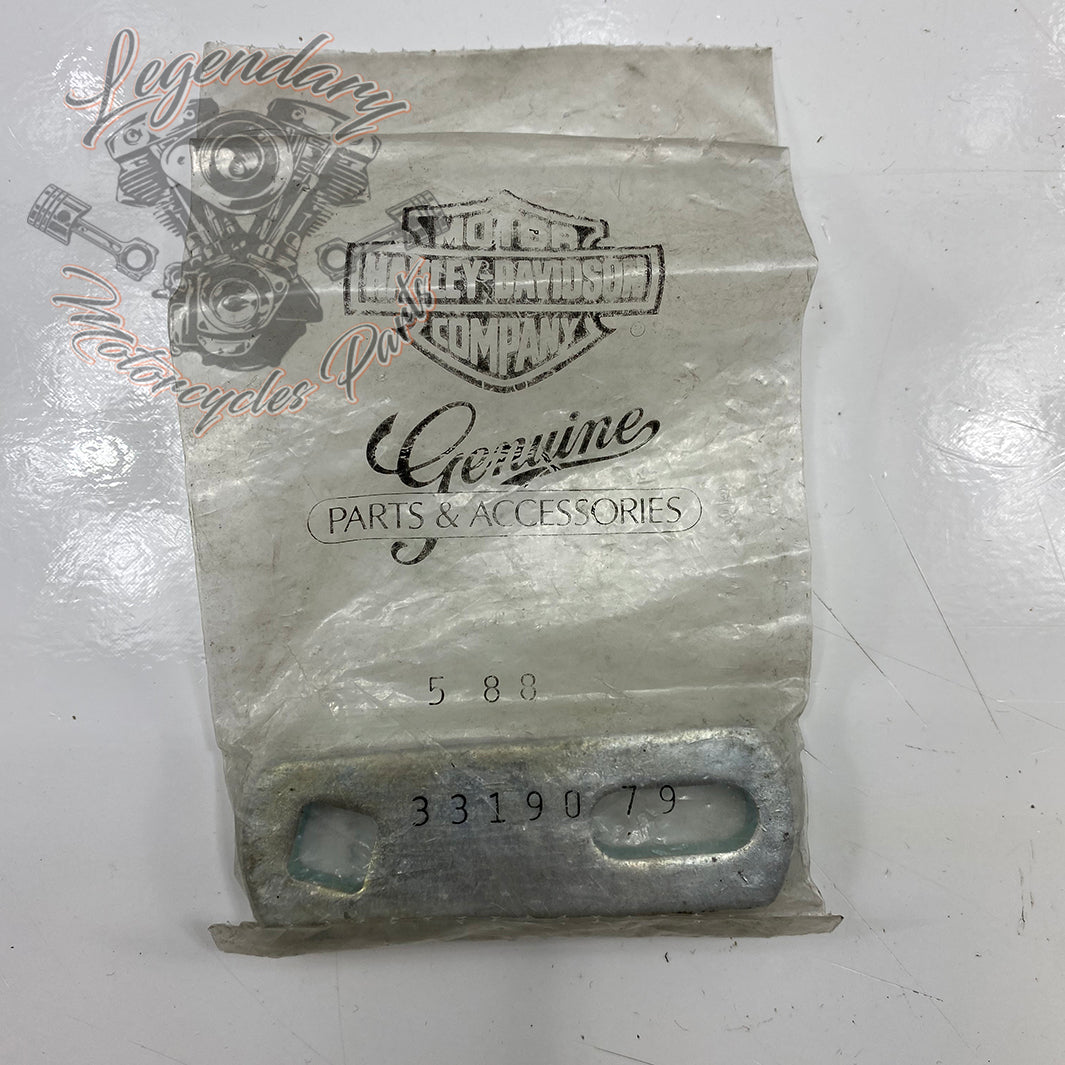 Legendary
Motorcycles Parts
MOTOR
HARLEY-DAVIDSON
COMPANY
®
Genuine
PARTS & ACCESSORIES
5 88
33190 79